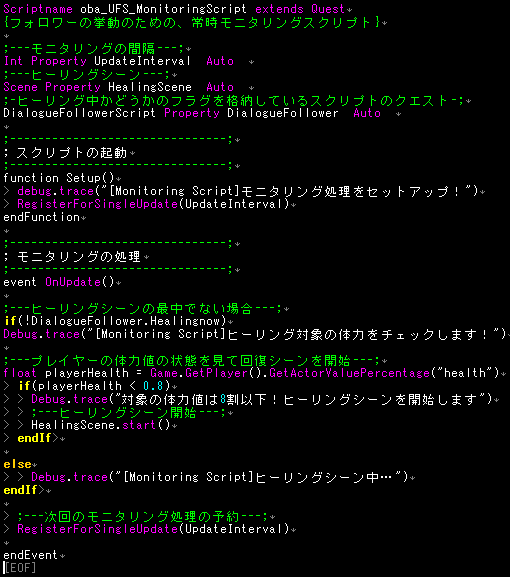 Scriptname oba_UFS_MonitoringScript extends Quest↓
{フォロワーの挙動のための、常時モニタリングスクリプト}↓
↓
;---モニタリングの間隔---;↓
Int Property UpdateInterval  Auto  ↓
;---ヒーリングシーン---;↓
Scene Property HealingScene  Auto  ↓
;-ヒーリング中かどうかのフラグを格納しているスクリプトのクエスト-;↓
DialogueFollowerScript Property DialogueFollower  Auto  ↓
↓
;---------------------------;↓
; スクリプトの起動↓
;---------------------------;↓
function Setup()↓
> debug.trace("[Monitoring Script]モニタリング処理をセットアップ！")↓
> RegisterForSingleUpdate(UpdateInterval)↓
endFunction↓
↓
;---------------------------;↓
; モニタリングの処理↓
;---------------------------;↓
event OnUpdate()↓
↓
;---ヒーリングシーンの最中でない場合---;↓
if(!DialogueFollower.Healingnow)↓
Debug.trace("[Monitoring Script]ヒーリング対象の体力をチェックします！")↓
↓
;---プレイヤーの体力値の状態を見て回復シーンを開始---;↓
float playerHealth = Game.GetPlayer().GetActorValuePercentage("health")↓
> if(playerHealth < 0.8)↓
> > Debug.trace("対象の体力値は8割以下！ヒーリングシーンを開始します")↓
> > ;---ヒーリングシーン開始---;↓
> > HealingScene.start()↓
> endIf>↓
↓
else↓
> > Debug.trace("[Monitoring Script]ヒーリングシーン中…")↓
endIf>↓
↓
> ;---次回のモニタリング処理の予約---;↓
> RegisterForSingleUpdate(UpdateInterval)↓
↓
endEvent↓
[EOF]